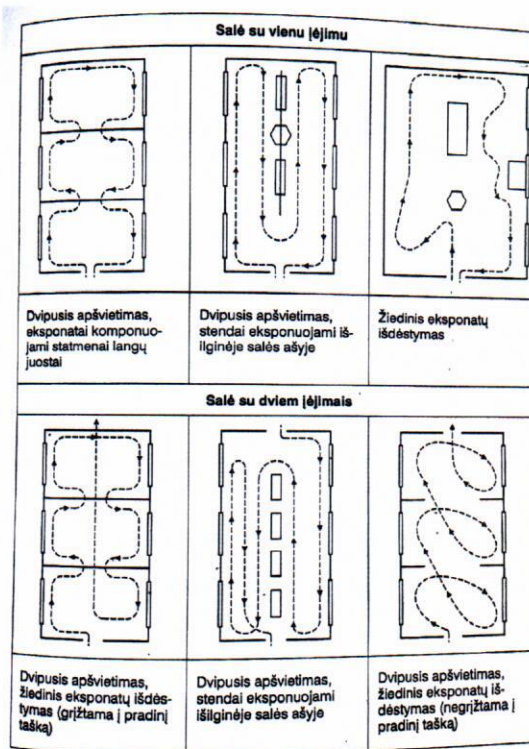 Salė su vienu įėjimu
Dvipusis apšvietimas,
eksponatai komponuo-
jami statmenai langų
juostai
Dvipusis apšvietimas,
stendai eksponuojami iš-
ilginėje salės ašyje
Žiedinis eksponatų
išdėstymas
Salė su dviem įėjimais
Dvipusis apšvietimas,
žiedinis eksponatų išdės-
tymas (grįžtama į pradinį
tašką)
Dvipusis apšvietimas,
stendai eksponuojami
išilginėje salės ašyje
Dvipusis apšvietimas,
žiedinis eksponatų iš-
dėstymas (negrįžtama į
pradinį tašką)